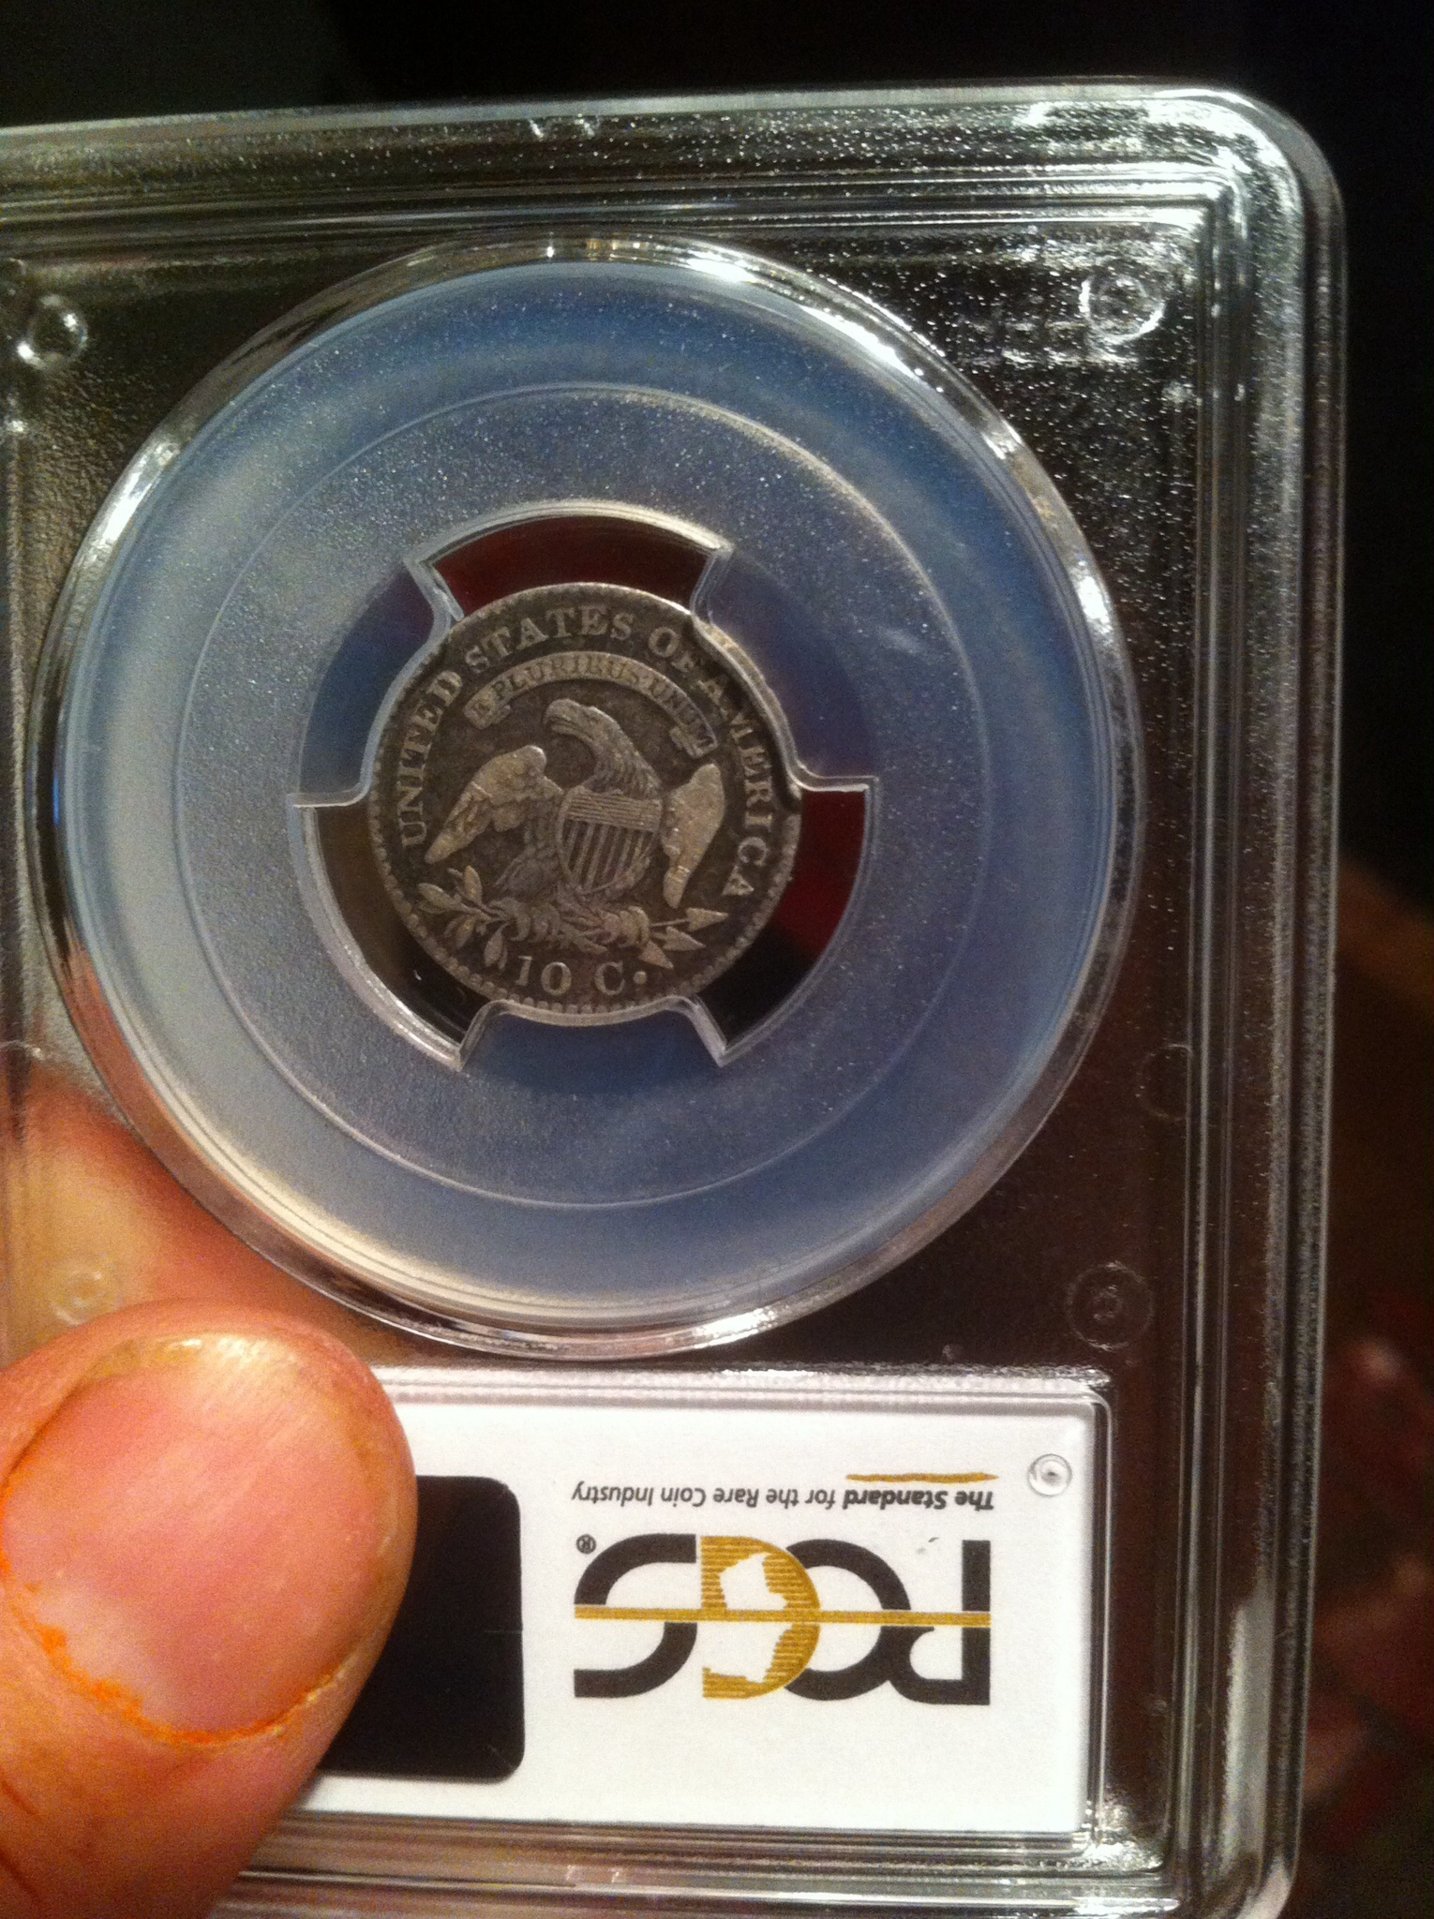 UNITED STATES OF AMERICA
E PLURIBUS UNUM
10 C.
The Standard for the Rare Coin Industry
PCGS®